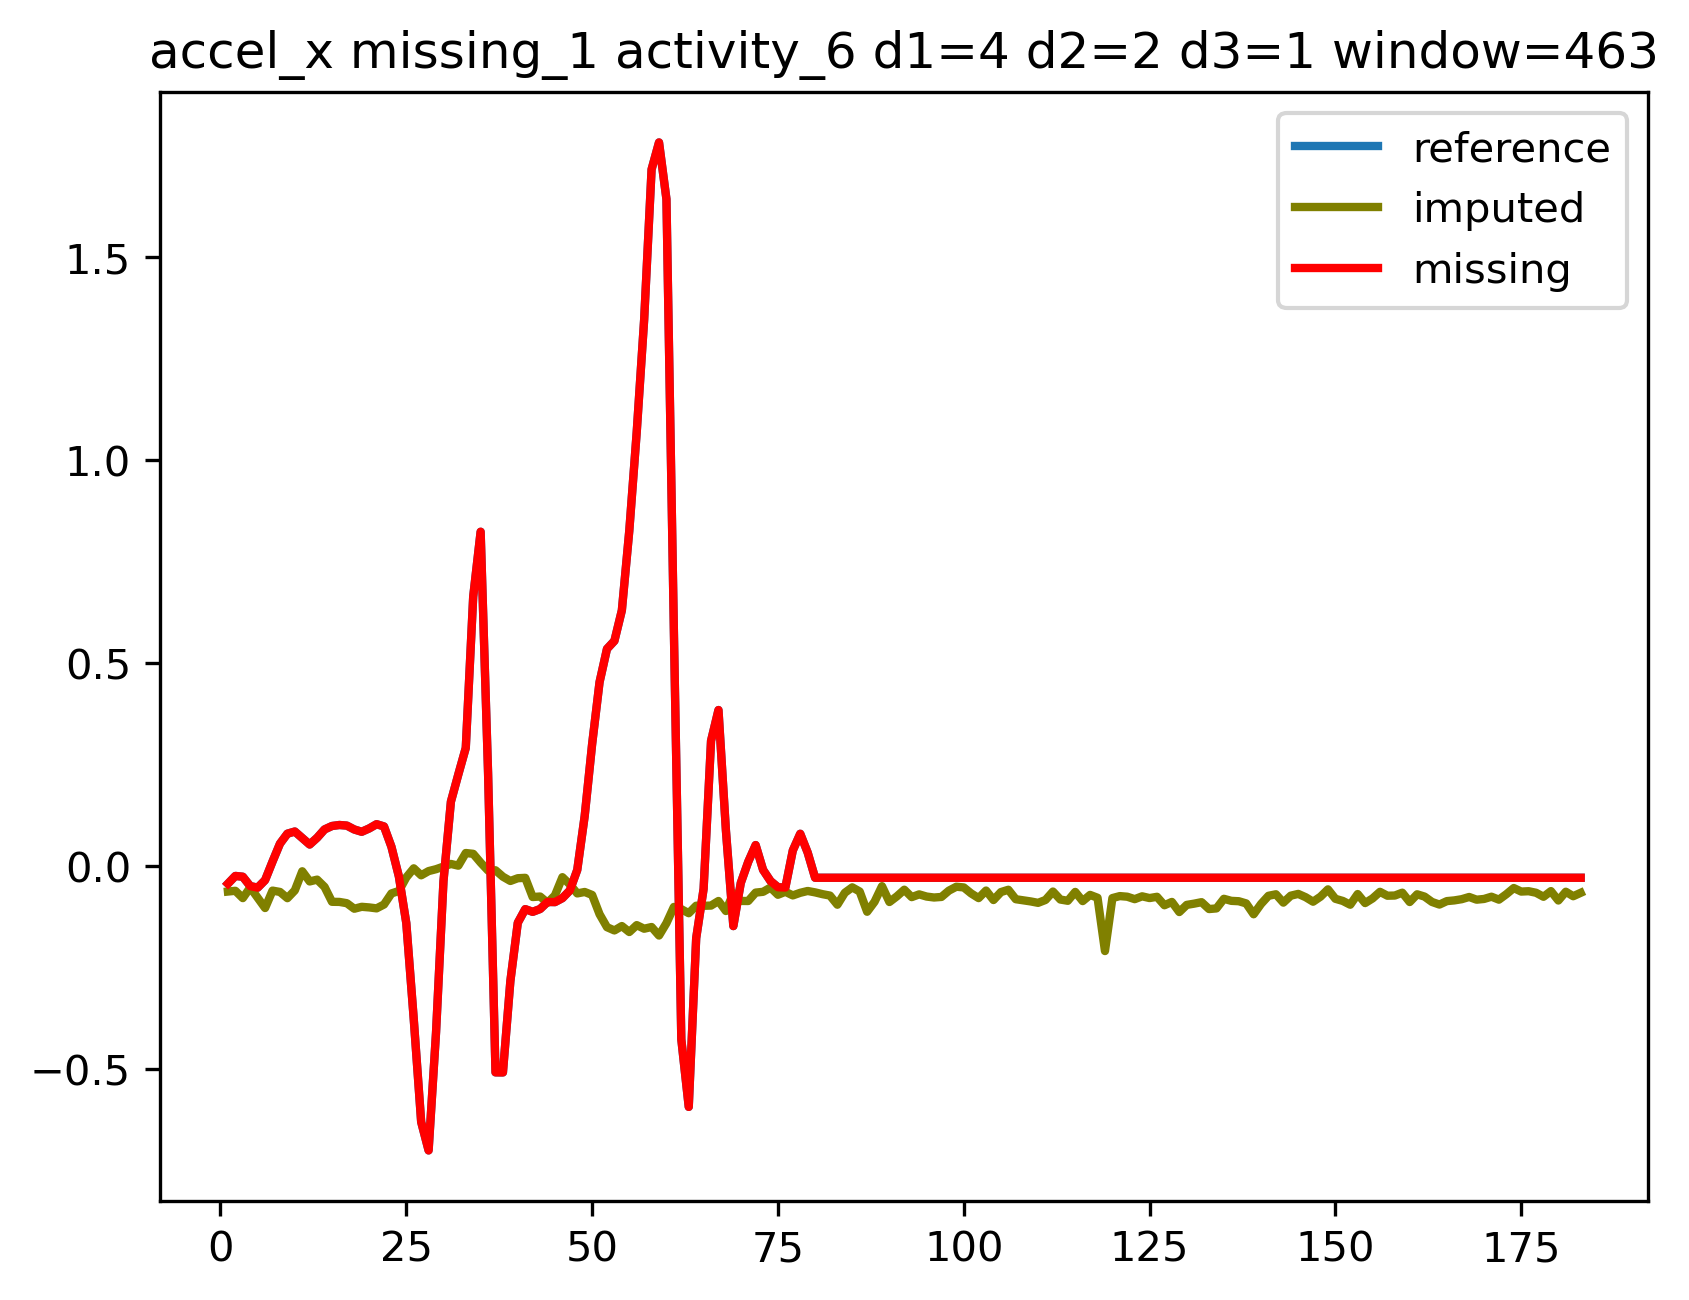 accel_x missing_1 activity_6 d1=4 d2=2 d3=1 window=463
reference
imputed
missing
1.5
1.0
0.5
0.0
−0.5
0 25 50 75 100 125 150 175